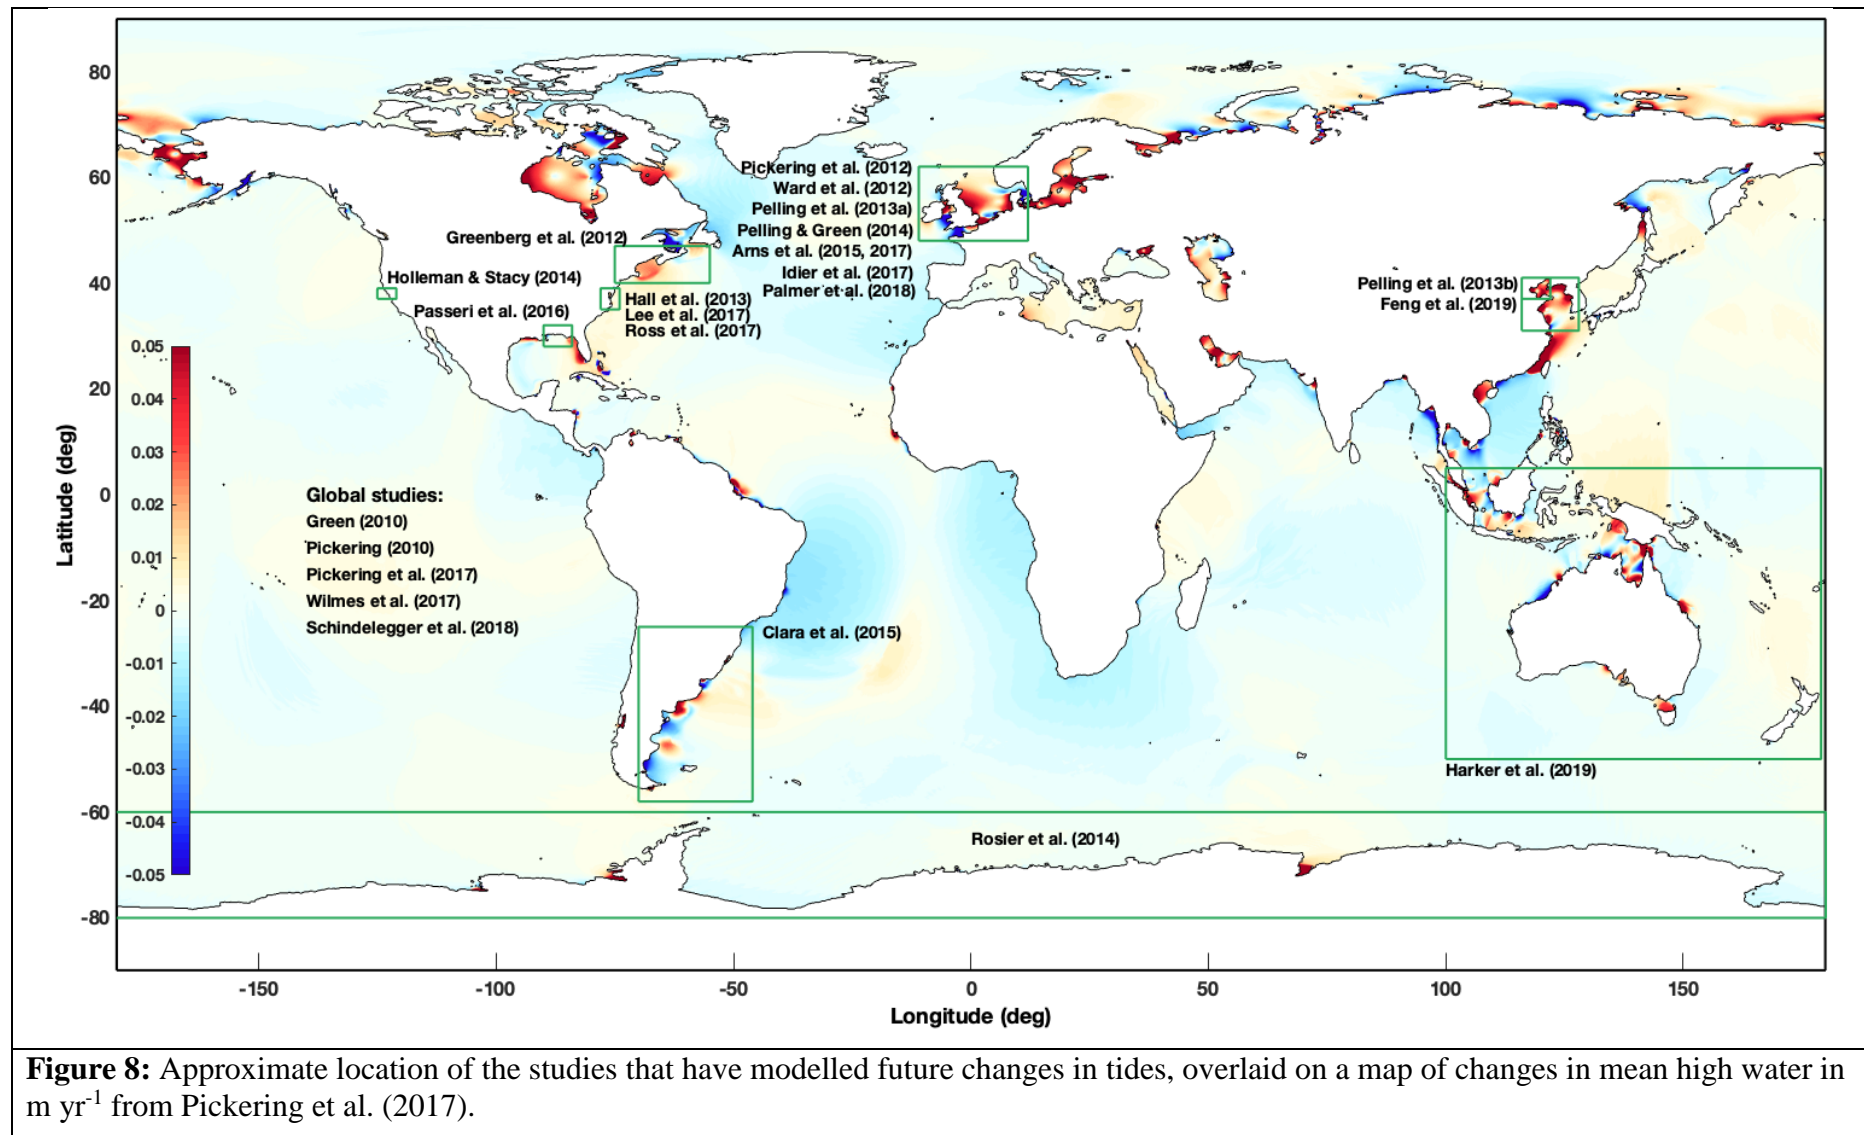 80
60
40
20
0
-20
-40
-60
-80
Latitude (deg)
0.05
0.04
0.03
0.02
0.01
0
-0.01
-0.02
-0.03
-0.04
-0.05
Greenberg et al. (2012)
Holleman & Stacy (2014)
Passeri et al. (2016)
Hall et al. (2013)
Lee et al. (2017)
Ross et al. (2017)
Pickering et al. (2012)
Ward et al. (2012)
Pelling et al. (2013a)
Pelling & Green (2014)
Arns et al. (2015, 2017)
Idier et al. (2017)
Palmer et al. (2018)
Pelling et al. (2013b)
Feng et al. (2019)
Global studies:
Green (2010)
Pickering (2010)
Pickering et al. (2017)
Wilmes et al. (2017)
Schindelegger et al. (2018)
Clara et al. (2015)
Harker et al. (2019)
Rosier et al. (2014)
-150 -100 -50 0 50 100 150
Longitude (deg)
Figure 8: Approximate location of the studies that have modelled future changes in tides, overlaid on a map of changes in mean high water in
m yr-1 from Pickering et al. (2017).